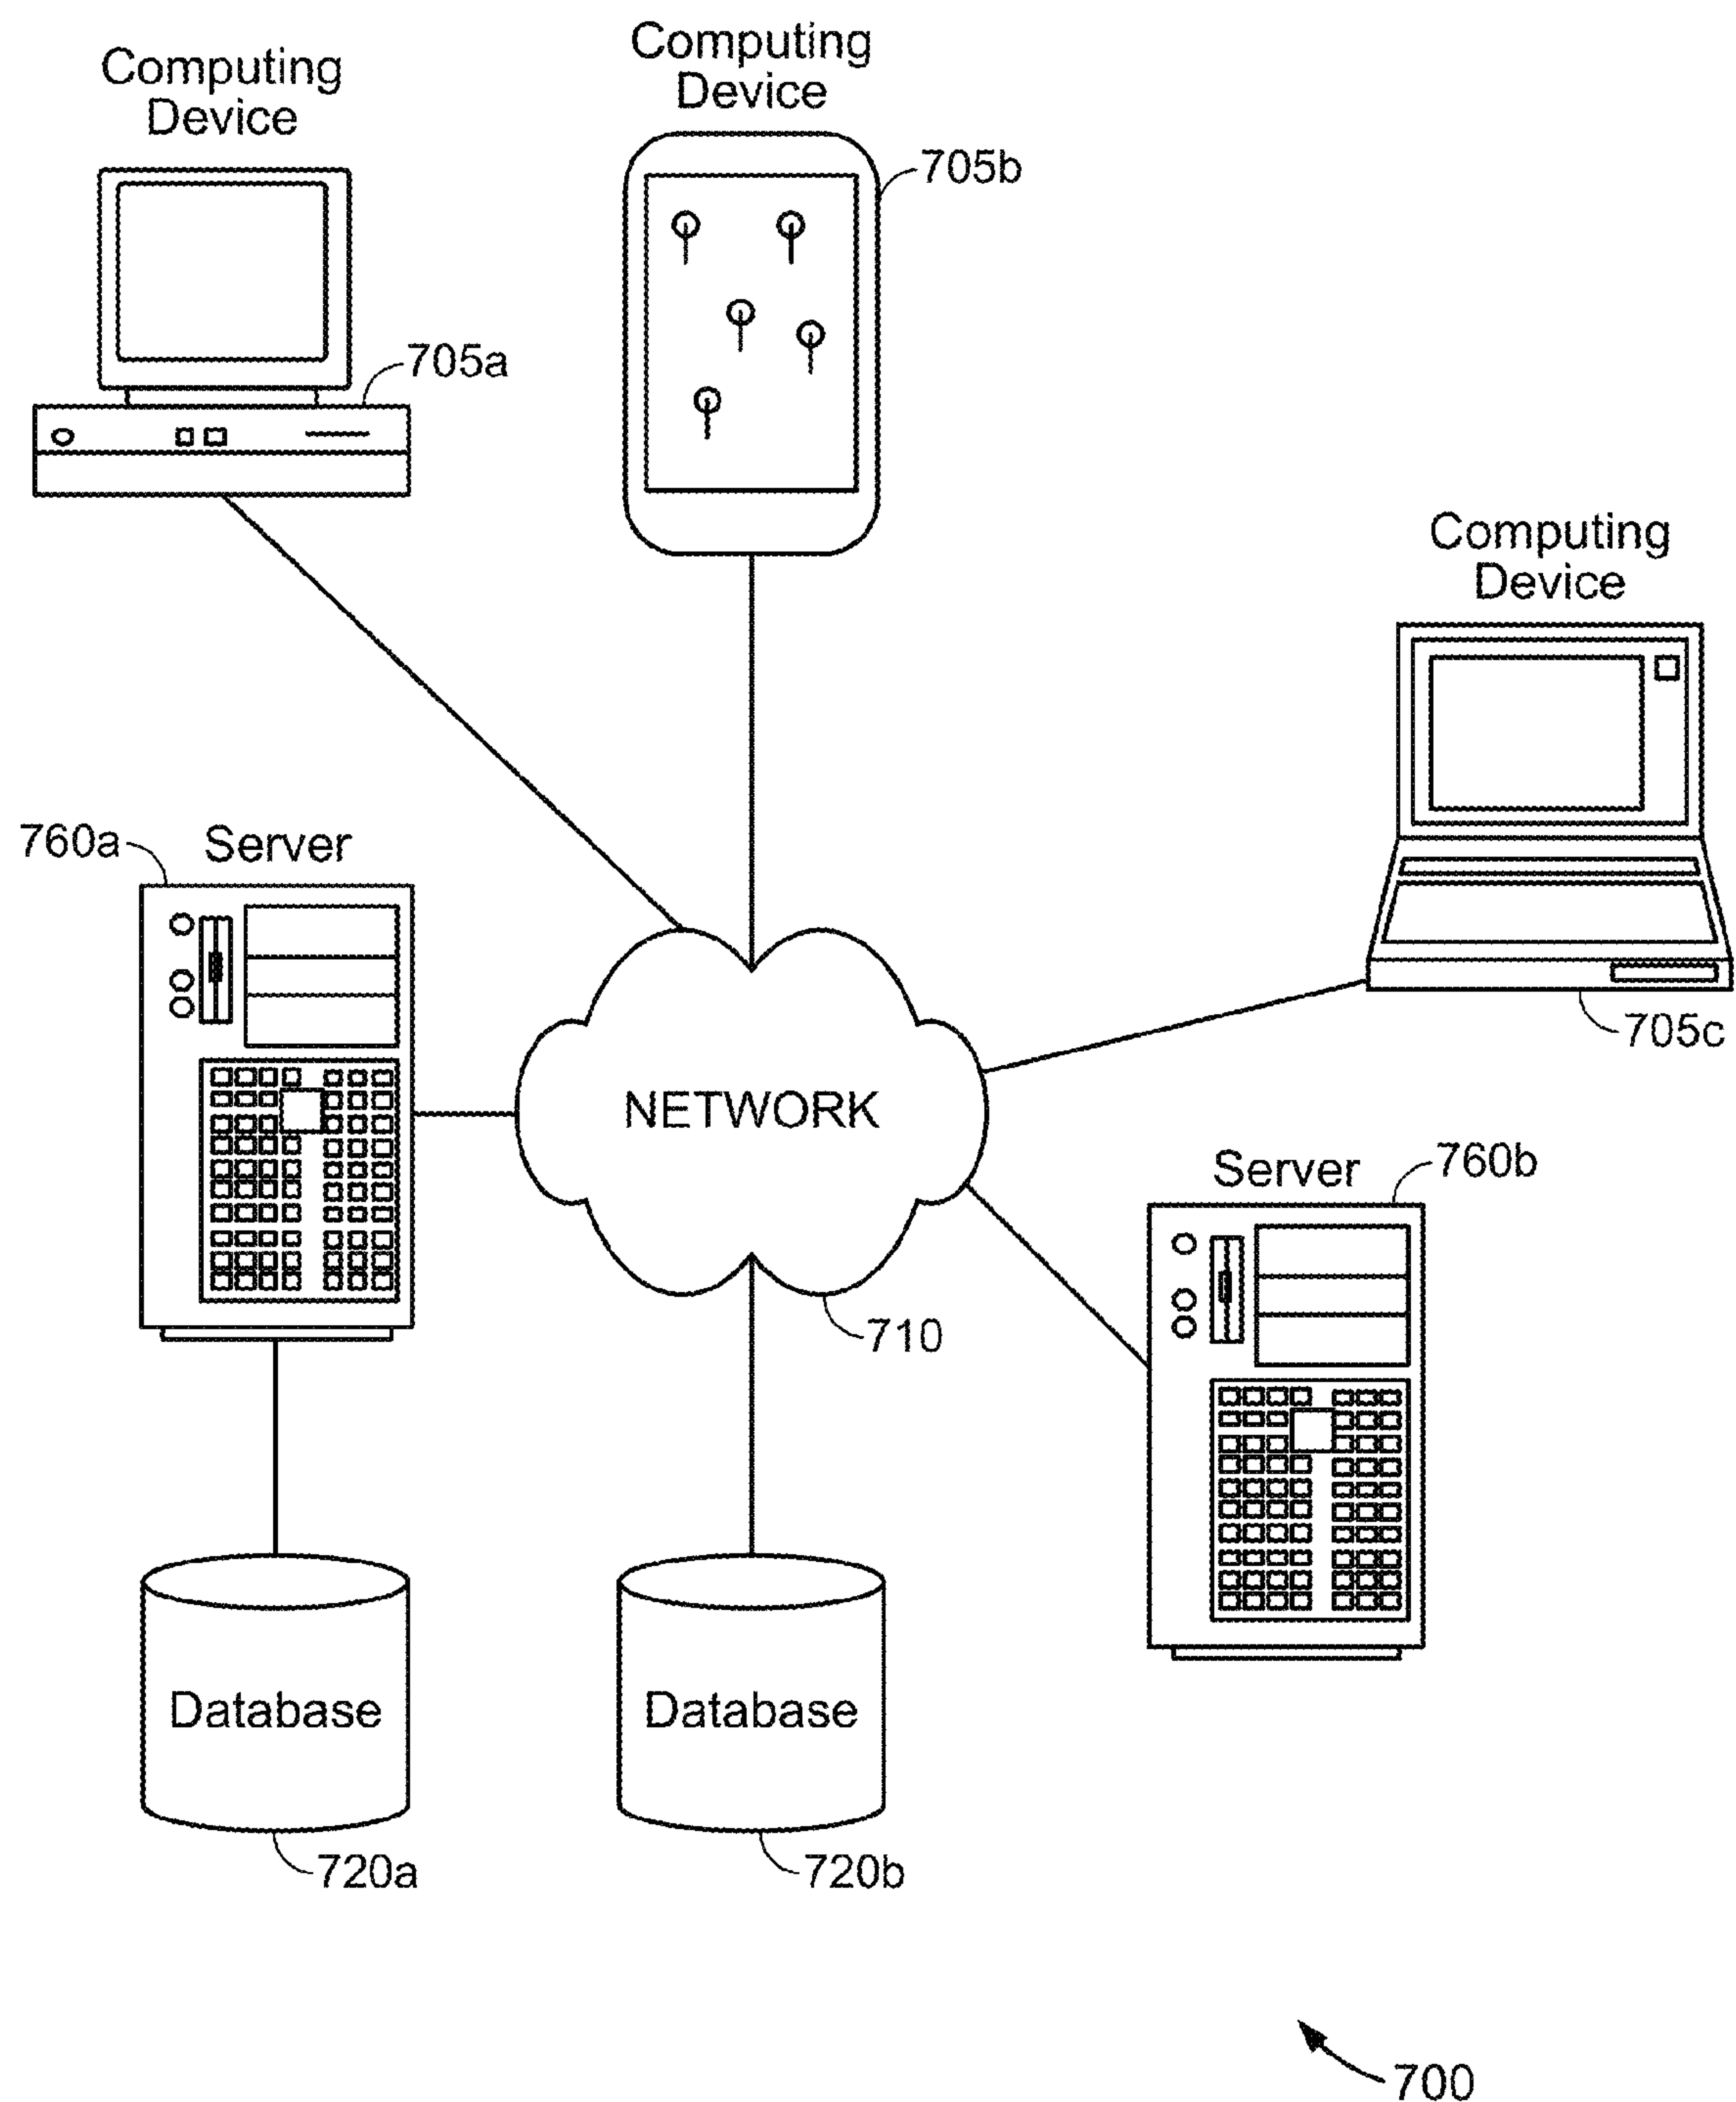 Computing
Device
Computing
Device
705b
705a
Computing
Device
705c
760a
Server
NETWORK
Server
760b
710
Database
Database
720a
720b
700